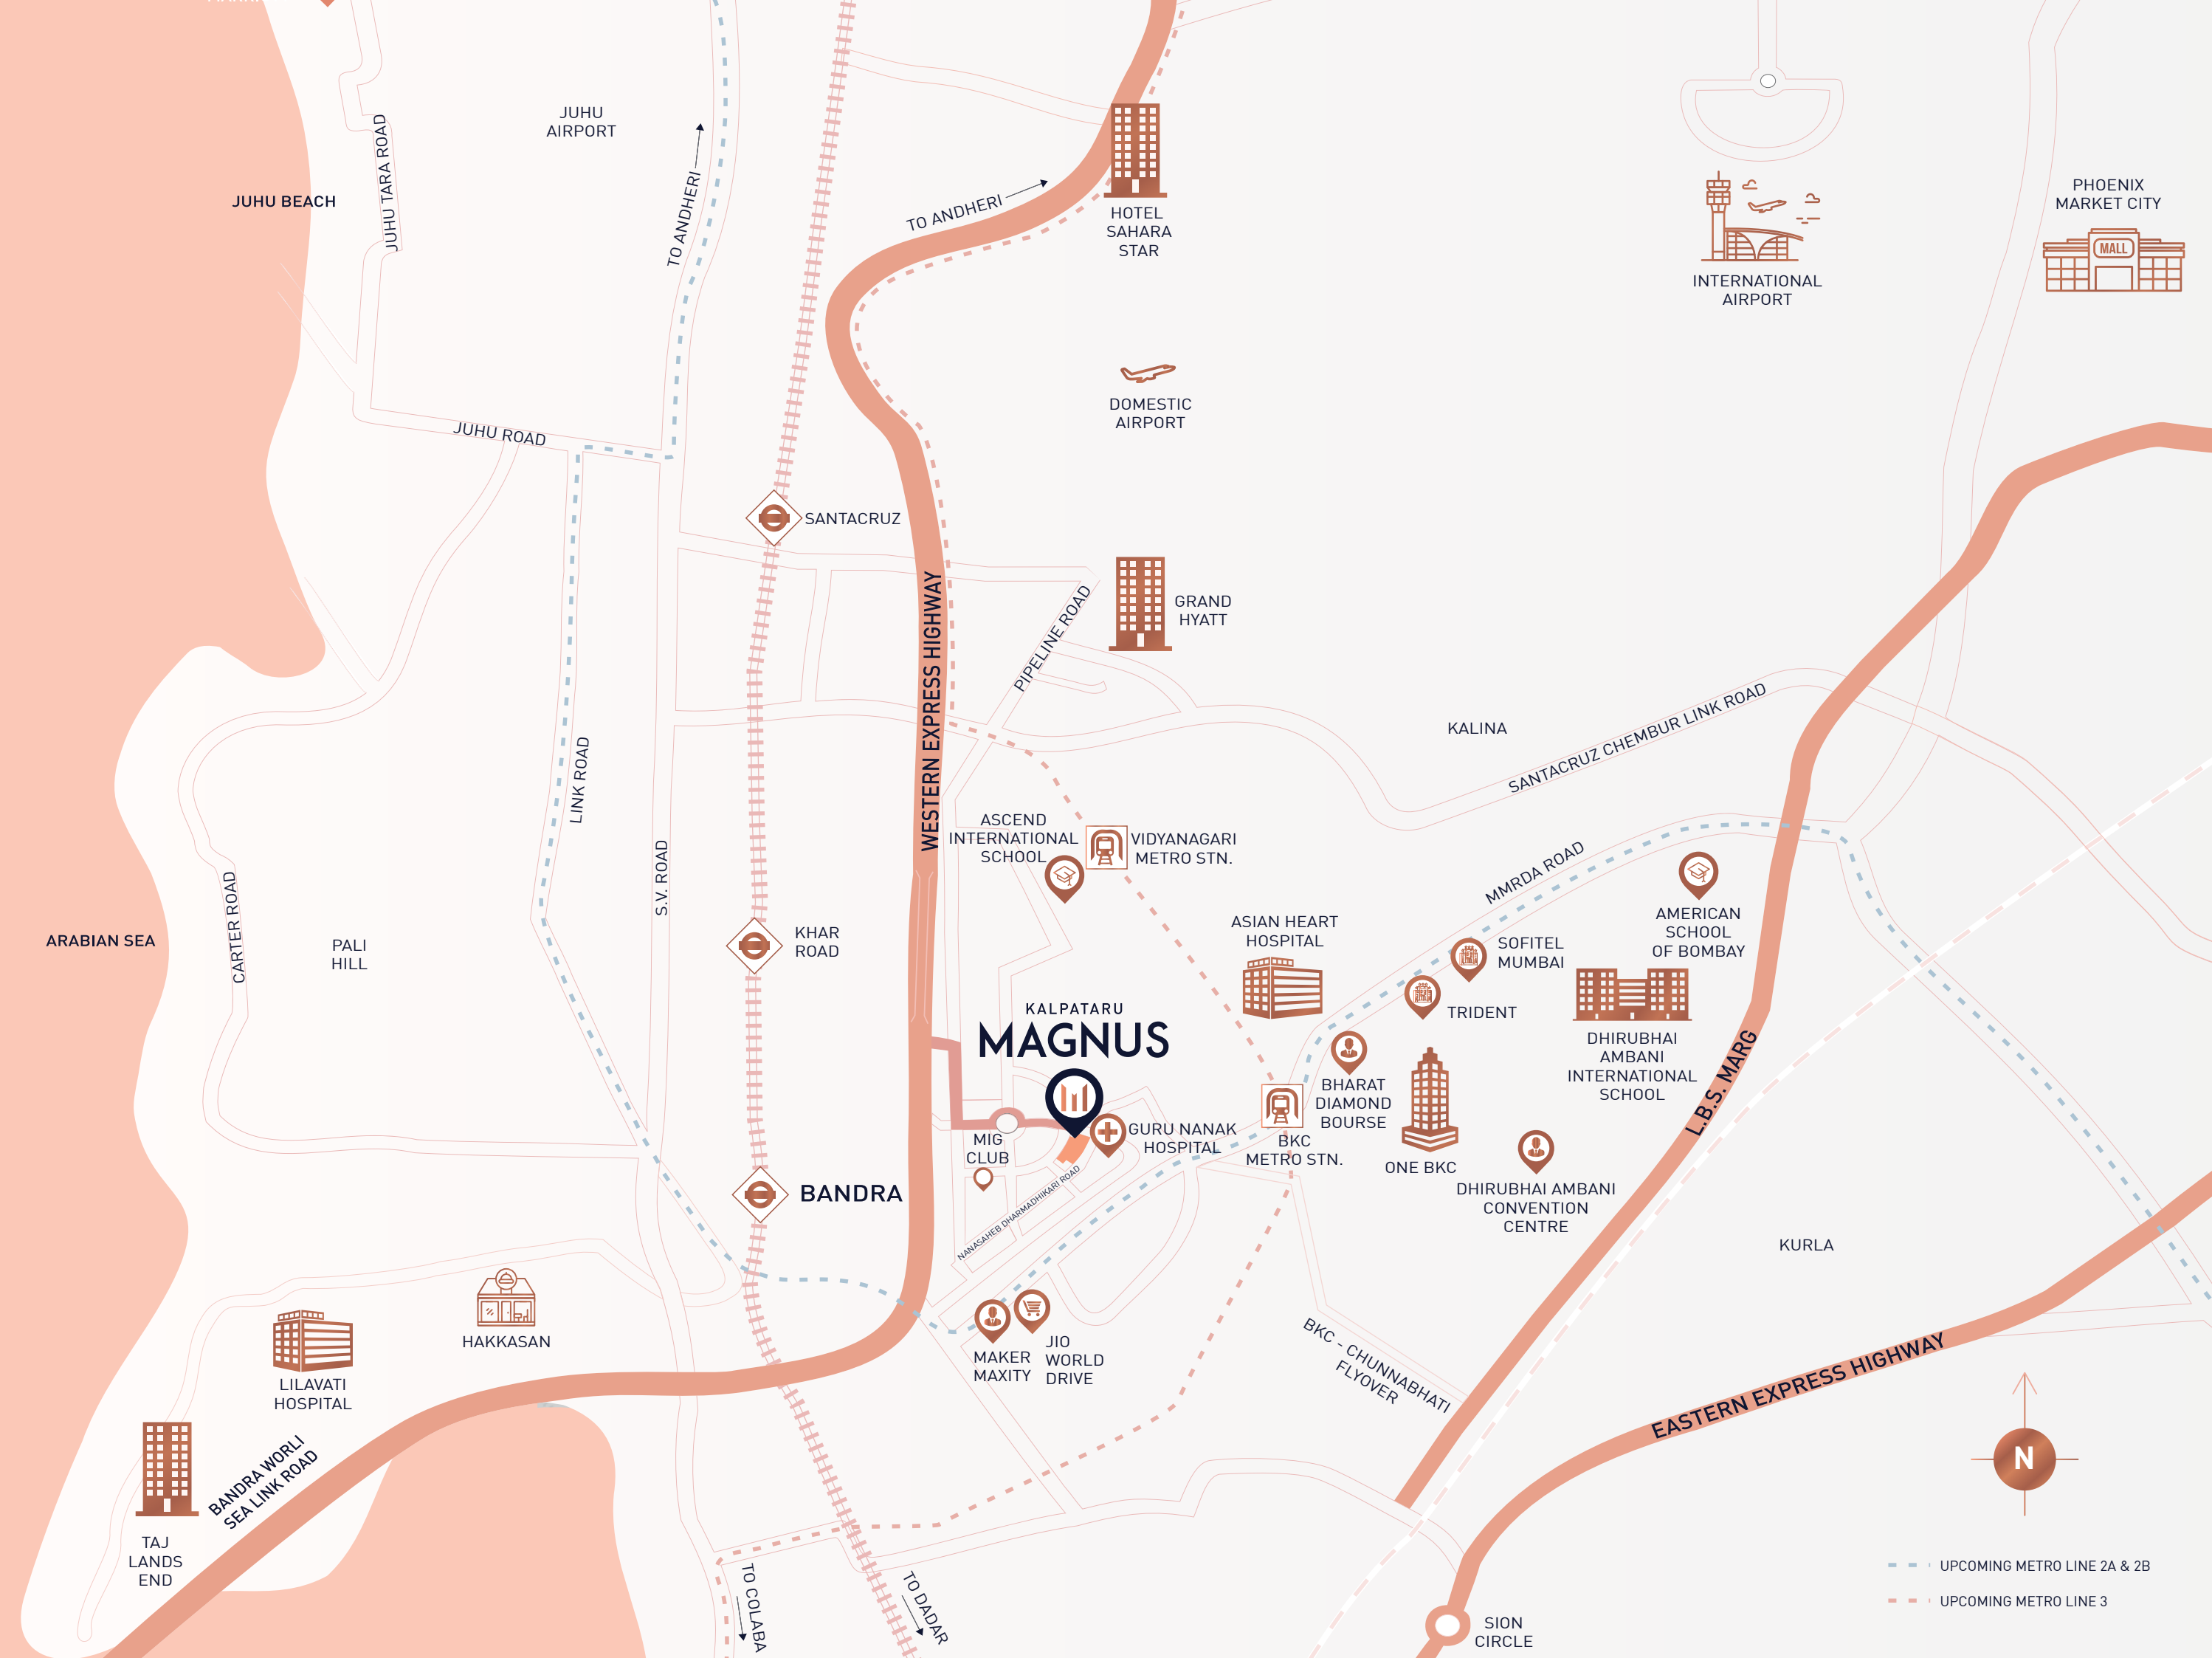 JUHU
AIRPORT
JUHU BEACH
JUHU TARA ROAD
TO ANDHERI
TO ANDHERI
HOTEL
SAHARA
STAR
INTERNATIONAL
AIRPORT
PHOENIX
MARKET CITY
MALL
DOMESTIC
AIRPORT
JUHU ROAD
SANTACRUZ
GRAND
HYATT
PIPELINE ROAD
WESTERN EXPRESS HIGHWAY
KALINA
SANTACRUZ CHEMBUR LINK ROAD
LINK ROAD
S.V. ROAD
ASCEND
INTERNATIONAL
SCHOOL
VIDYANAGARI
METRO STN.
MMRDA ROAD
AMERICAN
SCHOOL
OF BOMBAY
ARABIAN SEA
CARTER ROAD
PALI
HILL
KHAR
ROAD
ASIAN HEART
HOSPITAL
SOFITEL
MUMBAI
TRIDENT
KALPATARU
MAGNUS
DHIRUBHAI
AMBANI
INTERNATIONAL
SCHOOL
L.B.S. MARG
BHARAT
DIAMOND
BOURSE
GURU NANAK
HOSPITAL
MIG
CLUB
BKC
METRO STN.
ONE BKC
BANDRA
NANASAHEB DHARMADHIKARI ROAD
DHIRUBHAI AMBANI
CONVENTION
CENTRE
KURLA
HAKKASAN
MAKER
MAXITY
JIO
WORLD
DRIVE
BKC - CHUNNABHATI
FLYOVER
EASTERN EXPRESS HIGHWAY
LILAVATI
HOSPITAL
BANDRA WORLI
SEA LINK ROAD
N
TAJ
LANDS
END
TO COLABA
TO DADAR
SION
CIRCLE
UPCOMING METRO LINE 2A & 2B
UPCOMING METRO LINE 3